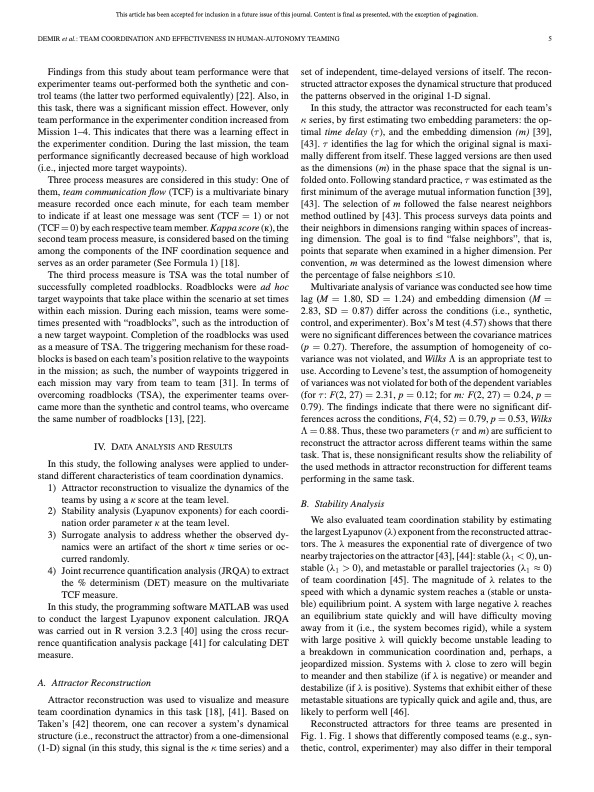 This article has been accepted for inclusion in a future issue of this journal. Content is final as presented, with the exception of pagination.
DEMIR et al.: TEAM COORDINATION AND EFFECTIVENESS IN HUMAN-AUTONOMY TEAMING
5
Findings from this study about team performance were that
experimenter teams out-performed both the synthetic and con-
trol teams (the latter two performed equivalently) [22]. Also, in
this task, there was a significant mission effect. However, only
team performance in the experimenter condition increased from
Mission 1–4. This indicates that there was a learning effect in
the experimenter condition. During the last mission, the team
performance significantly decreased because of high workload
(i.e., injected more target waypoints).
Three process measures are considered in this study: One of
them, team communication flow (TCF) is a multivariate binary
measure recorded once each minute, for each team member
to indicate if at least one message was sent (TCF = 1) or not
(TCF = 0) by each respective team member. Kappa score (κ), the
second team process measure, is considered based on the timing
among the components of the INF coordination sequence and
serves as an order parameter (See Formula 1) [18].
The third process measure is TSA was the total number of
successfully completed roadblocks. Roadblocks were ad hoc
target waypoints that take place within the scenario at set times
within each mission. During each mission, teams were some-
times presented with “roadblocks”, such as the introduction of
a new target waypoint. Completion of the roadblocks was used
as a measure of TSA. The triggering mechanism for these road-
blocks is based on each team’s position relative to the waypoints
in the mission; as such, the number of waypoints triggered in
each mission may vary from team to team [31]. In terms of
overcoming roadblocks (TSA), the experimenter teams over-
came more than the synthetic and control teams, who overcame
the same number of roadblocks [13], [22].
IV. DATA ANALYSIS AND RESULTS
In this study, the following analyses were applied to under-
stand different characteristics of team coordination dynamics.
1) Attractor reconstruction to visualize the dynamics of the
teams by using a κ score at the team level.
2) Stability analysis (Lyapunov exponents) for each coordi-
nation order parameter κ at the team level.
3) Surrogate analysis to address whether the observed dy-
namics were an artifact of the short κ time series or oc-
curred randomly.
4) Joint recurrence quantification analysis (JRQA) to extract
the % determinism (DET) measure on the multivariate
TCF measure.
In this study, the programming software MATLAB was used
to conduct the largest Lyapunov exponent calculation. JRQA
was carried out in R version 3.2.3 [40] using the cross recur-
rence quantification analysis package [41] for calculating DET
measure.
A. Attractor Reconstruction
Attractor reconstruction was used to visualize and measure
team coordination dynamics in this task [18], [41]. Based on
Taken’s [42] theorem, one can recover a system’s dynamical
structure (i.e., reconstruct the attractor) from a one-dimensional
(1-D) signal (in this study, this signal is the κ time series) and a
set of independent, time-delayed versions of itself. The recon-
structed attractor exposes the dynamical structure that produced
the patterns observed in the original 1-D signal.
In this study, the attractor was reconstructed for each team’s
κ series, by first estimating two embedding parameters: the op-
timal time delay (τ), and the embedding dimension (m) [39],
[43]. τ identifies the lag for which the original signal is maxi-
mally different from itself. These lagged versions are then used
as the dimensions (m) in the phase space that the signal is un-
folded onto. Following standard practice, τ was estimated as the
first minimum of the average mutual information function [39],
[43]. The selection of m followed the false nearest neighbors
method outlined by [43]. This process surveys data points and
their neighbors in dimensions ranging within spaces of increas-
ing dimension. The goal is to find “false neighbors”, that is,
points that separate when examined in a higher dimension. Per
convention, m was determined as the lowest dimension where
the percentage of false neighbors ≤10.
Multivariate analysis of variance was conducted see how time
lag (M = 1.80, SD = 1.24) and embedding dimension (M =
2.83, SD = 0.87) differ across the conditions (i.e., synthetic,
control, and experimenter). Box’s M test (4.57) shows that there
were no significant differences between the covariance matrices
(p = 0.27). Therefore, the assumption of homogeneity of co-
variance was not violated, and Wilks Λ is an appropriate test to
use. According to Levene’s test, the assumption of homogeneity
of variances was not violated for both of the dependent variables
(for τ: F(2, 27) = 2.31, p = 0.12; for m: F(2, 27) = 0.24, p =
0.79). The findings indicate that there were no significant dif-
ferences across the conditions, F(4, 52) = 0.79, p = 0.53, Wilks
Λ = 0.88. Thus, these two parameters (τ and m) are sufficient to
reconstruct the attractor across different teams within the same
task. That is, these nonsignificant results show the reliability of
the used methods in attractor reconstruction for different teams
performing in the same task.
B. Stability Analysis
We also evaluated team coordination stability by estimating
the largest Lyapunov (λ) exponent from the reconstructed attrac-
tors. The λ measures the exponential rate of divergence of two
nearby trajectories on the attractor [43], [44]: stable (λ₁ < 0), un-
stable (λ₁ > 0), and metastable or parallel trajectories (λ₁ ≈ 0)
of team coordination [45]. The magnitude of λ relates to the
speed with which a dynamic system reaches a (stable or unsta-
ble) equilibrium point. A system with large negative λ reaches
an equilibrium state quickly and will have difficulty moving
away from it (i.e., the system becomes rigid), while a system
with large positive λ will quickly become unstable leading to
a breakdown in communication coordination and, perhaps, a
jeopardized mission. Systems with λ close to zero will begin
to meander and then stabilize (if λ is negative) or meander and
destabilize (if λ is positive). Systems that exhibit either of these
metastable situations are typically quick and agile and, thus, are
likely to perform well [46].
Reconstructed attractors for three teams are presented in
Fig. 1. Fig. 1 shows that differently composed teams (e.g., syn-
thetic, control, experimenter) may also differ in their temporal